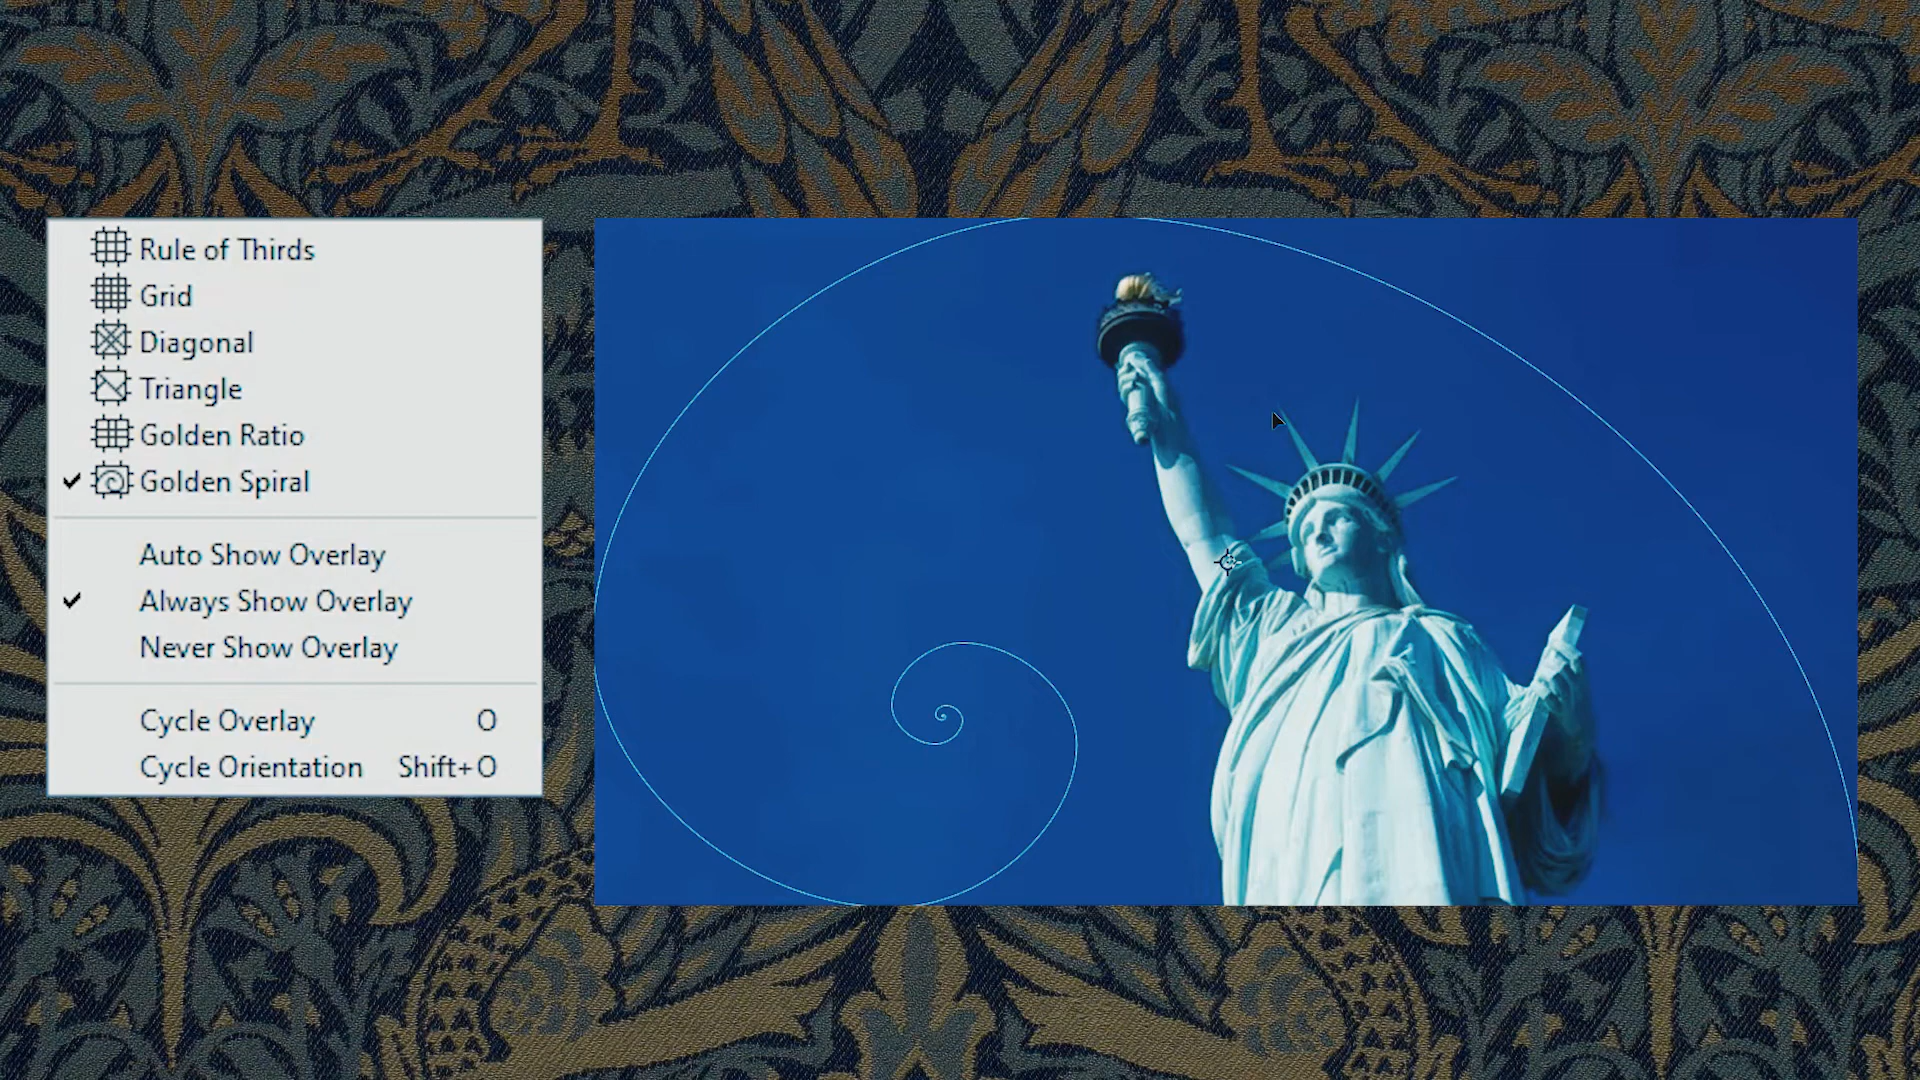 Rule of Thirds
Grid
Diagonal
Triangle
Golden Ratio
Golden Spiral
Auto Show Overlay
Always Show Overlay
Never Show Overlay
Cycle Overlay O
Cycle Orientation Shift+O